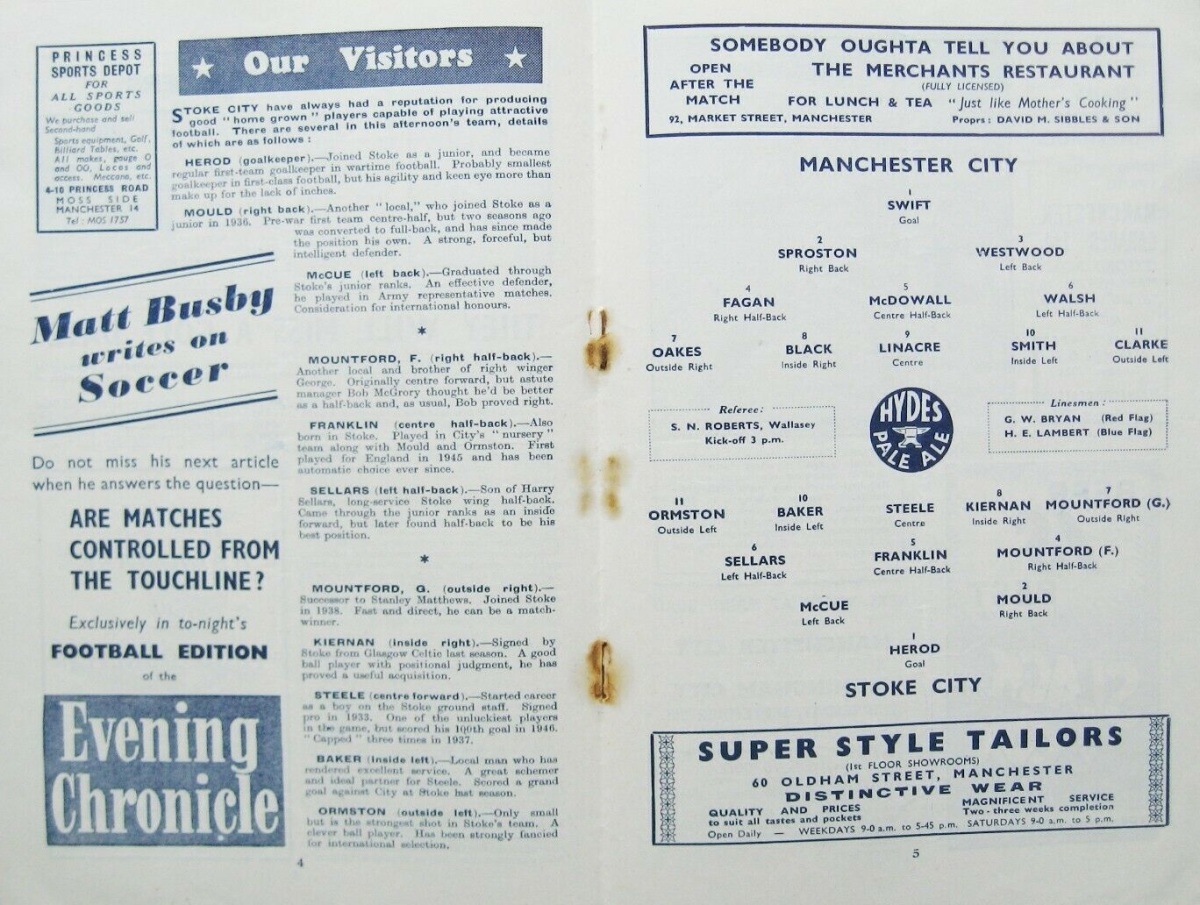 PRINCESS
SPORTS DEPOT
FOR
ALL SPORTS
GOODS
We purchase and sell
Second-hand
Sports equipment, Golf,
Billiard Tables, etc.
All makes, gauge O
and OO, Locos and
access. Meccano, etc.
4-10 PRINCESS ROAD
MOSS SIDE
MANCHESTER 14
Tel: MOS 1757
Our Visitors
STOKE CITY have always had a reputation for producing
good "home grown" players capable of playing attractive
football. There are several in this afternoon's team, details
of which are as follows:
HEROD (goalkeeper).—Joined Stoke as a junior, and became
regular first-team goalkeeper in wartime football. Probably smallest
goalkeeper in first-class football, but his agility and keen eye more than
make up for the lack of inches.
MOULD (right back).—Another "local," who joined Stoke as a
junior in 1936. Pre-war first team centre-half, but two seasons ago
was converted to full-back, and has since made
the position his own. A strong, forceful, but
intelligent defender.
McCUE (left back).—Graduated through
Stoke's junior ranks. An effective defender,
he played in Army representative matches.
Consideration for international honours.
*
MOUNTFORD, F. (right half-back).—
Another local and brother of right winger
George. Originally centre forward, but astute
manager Bob McGrory thought he'd be better
as a half-back and, as usual, Bob proved right.
FRANKLIN (centre half-back).—Also
born in Stoke. Played in City's "nursery"
team along with Mould and Ormston. First
played for England in 1945 and has been
automatic choice ever since.
SELLARS (left half-back).—Son of Harry
Sellars, long-service Stoke wing half-back.
Came through the junior ranks as an inside
forward, but later found half-back to be his
best position.
*
MOUNTFORD, G. (outside right).—
Successor to Stanley Matthews. Joined Stoke
in 1938. Fast and direct, he can be a match-
winner.
KIERNAN (inside right).—Signed by
Stoke from Glasgow Celtic last season. A good
ball player with positional judgment, he has
proved a useful acquisition.
STEELE (centre forward).—Started career
as a boy on the Stoke ground staff. Signed
pro in 1933. One of the unluckiest players
in the game, but scored his 100th goal in 1946.
"Capped" three times in 1937.
BAKER (inside left).—Local man who has
rendered excellent service. A great schemer
and ideal partner for Steele. Scored a grand
goal against City at Stoke last season.
ORMSTON (outside left).—Only small
but is the strongest shot in Stoke's team. A
clever ball player. Has been strongly fancied
for international selection.
Matt Busby
writes on
Soccer
Do not miss his next article
when he answers the question—
ARE MATCHES
CONTROLLED FROM
THE TOUCHLINE?
Exclusively in to-night's
FOOTBALL EDITION
of the
Evening
Chronicle
4
SOMEBODY OUGHTA TELL YOU ABOUT
OPEN
AFTER THE
MATCH
THE MERCHANTS RESTAURANT
(FULLY LICENSED)
FOR LUNCH & TEA "Just like Mother's Cooking"
92, MARKET STREET, MANCHESTER Proprs: DAVID M. SIBBLES & SON
MANCHESTER CITY
1
SWIFT
Goal
2 3
SPROSTON WESTWOOD
Right Back Left Back
4 5 6
FAGAN McDOWALL WALSH
Right Half-Back Centre Half-Back Left Half-Back
7 8 9 10 11
OAKES BLACK LINACRE SMITH CLARKE
Outside Right Inside Right Centre Inside Left Outside Left
Referee:
S. N. ROBERTS, Wallasey
Kick-off 3 p.m.
HYDES
PALE ALE
Linesmen:
G. W. BRYAN (Red Flag)
H. E. LAMBERT (Blue Flag)
11 10 8 7
ORMSTON BAKER STEELE KIERNAN MOUNTFORD (G.)
Outside Left Inside Left Centre Inside Right Outside Right
6 5 4
SELLARS FRANKLIN MOUNTFORD (F.)
Left Half-Back Centre Half-Back Right Half-Back
2
McCUE MOULD
Left Back Right Back
1
HEROD
Goal
STOKE CITY
SUPER STYLE TAILORS
(1st FLOOR SHOWROOMS)
60 OLDHAM STREET, MANCHESTER
DISTINCTIVE WEAR
QUALITY AND PRICES
to suit all tastes and pockets
MAGNIFICENT SERVICE
Two-three weeks completion
Open Daily — WEEKDAYS 9-0 a.m. to 5-45 p.m. SATURDAYS 9-0 a.m. to 5 p.m.
5